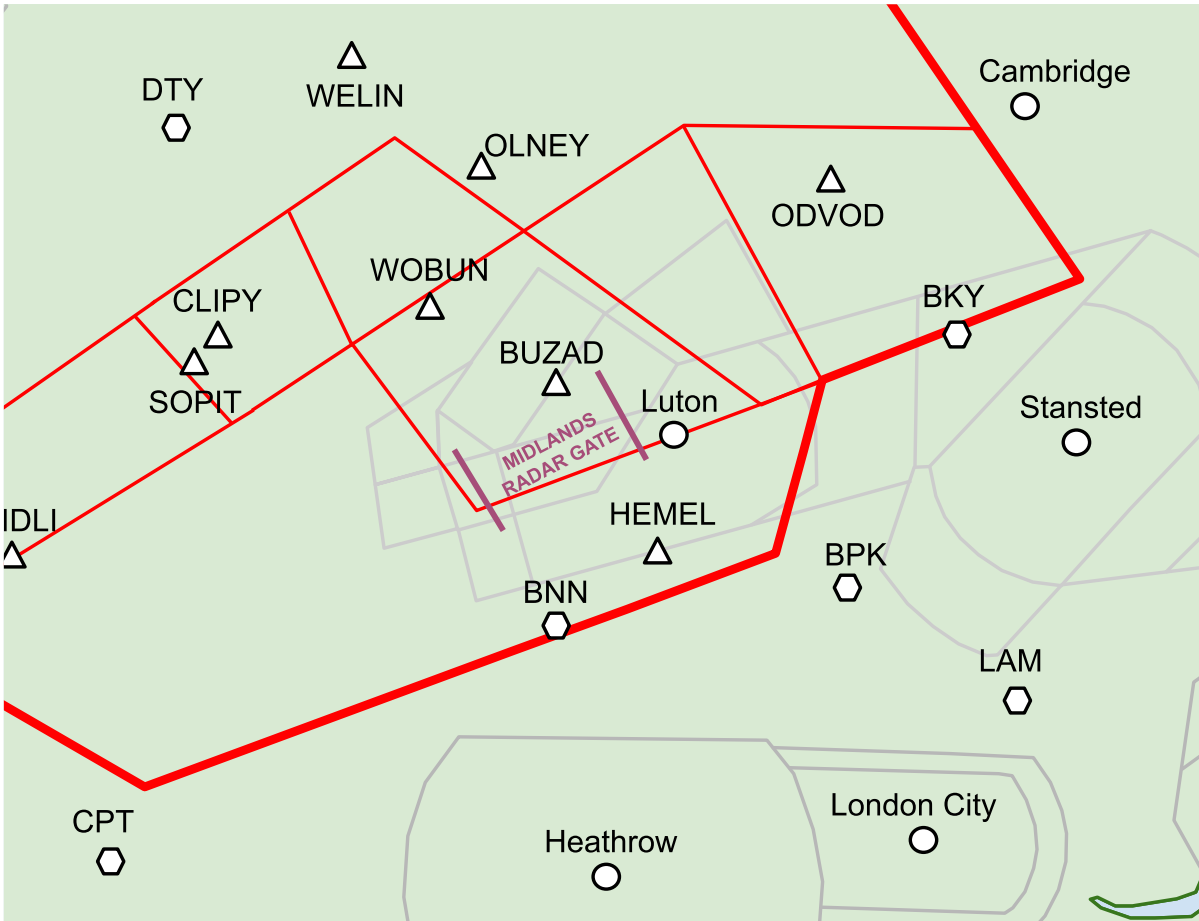 Cambridge
DTY
WELIN
OLNEY
ODVOD
WOBUN
CLIPY
BKY
BUZAD
SOPIT
Luton
Stansted
MIDLANDS
RADAR GATE
IDLI
HEMEL
BPK
BNN
LAM
London City
CPT
Heathrow